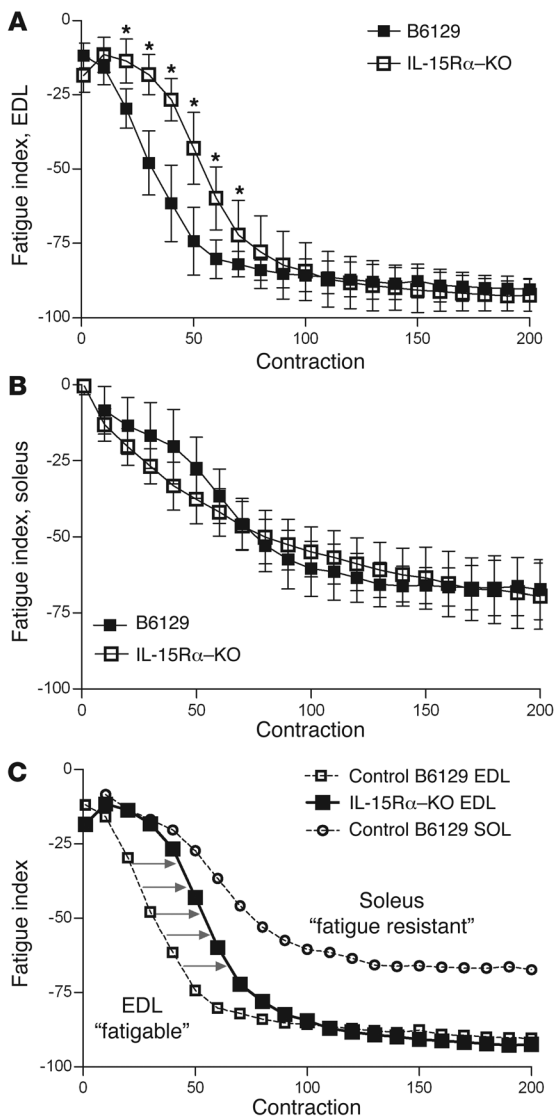 A
B6129
IL-15Rα–KO
* * * * * *
Fatigue index, EDL
0
-25
-50
-75
-100
0 50 100 150 200
Contraction
B
Fatigue index, soleus
0
-25
-50
-75
-100
B6129
IL-15Rα–KO
0 50 100 150 200
Contraction
C
Control B6129 EDL
IL-15Rα–KO EDL
Control B6129 SOL
Fatigue index
0
-25
-50
-75
-100
Soleus
“fatigue resistant”
EDL
“fatigable”
0 50 100 150 200
Contraction